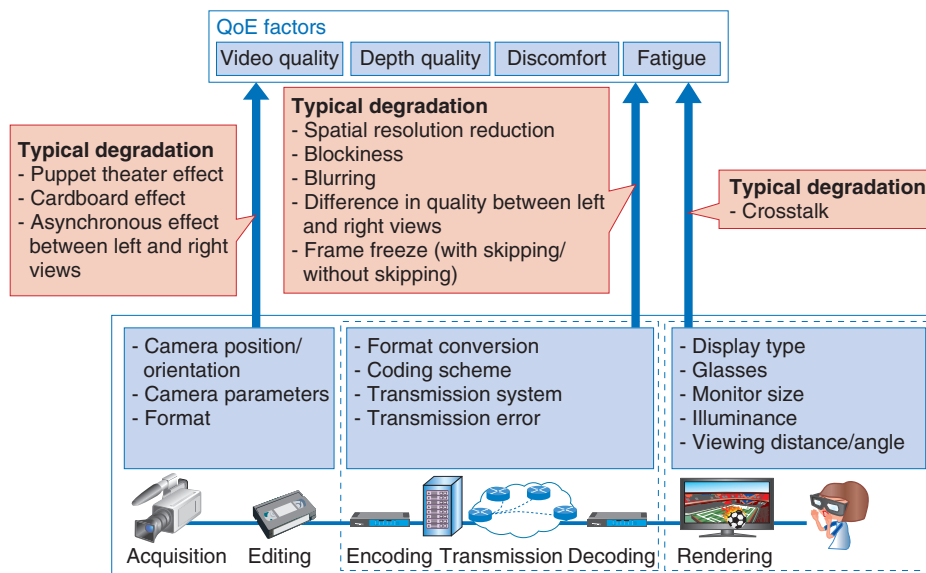 QoE factors
Video quality
Depth quality
Discomfort
Fatigue
Typical degradation
- Puppet theater effect
- Cardboard effect
- Asynchronous effect
between left and right
views
Typical degradation
- Spatial resolution reduction
- Blockiness
- Blurring
- Difference in quality between left
and right views
- Frame freeze (with skipping/
without skipping)
Typical degradation
- Crosstalk
- Camera position/
orientation
- Camera parameters
- Format
- Format conversion
- Coding scheme
- Transmission system
- Transmission error
- Display type
- Glasses
- Monitor size
- Illuminance
- Viewing distance/angle
Acquisition
Editing
Encoding
Transmission
Decoding
Rendering